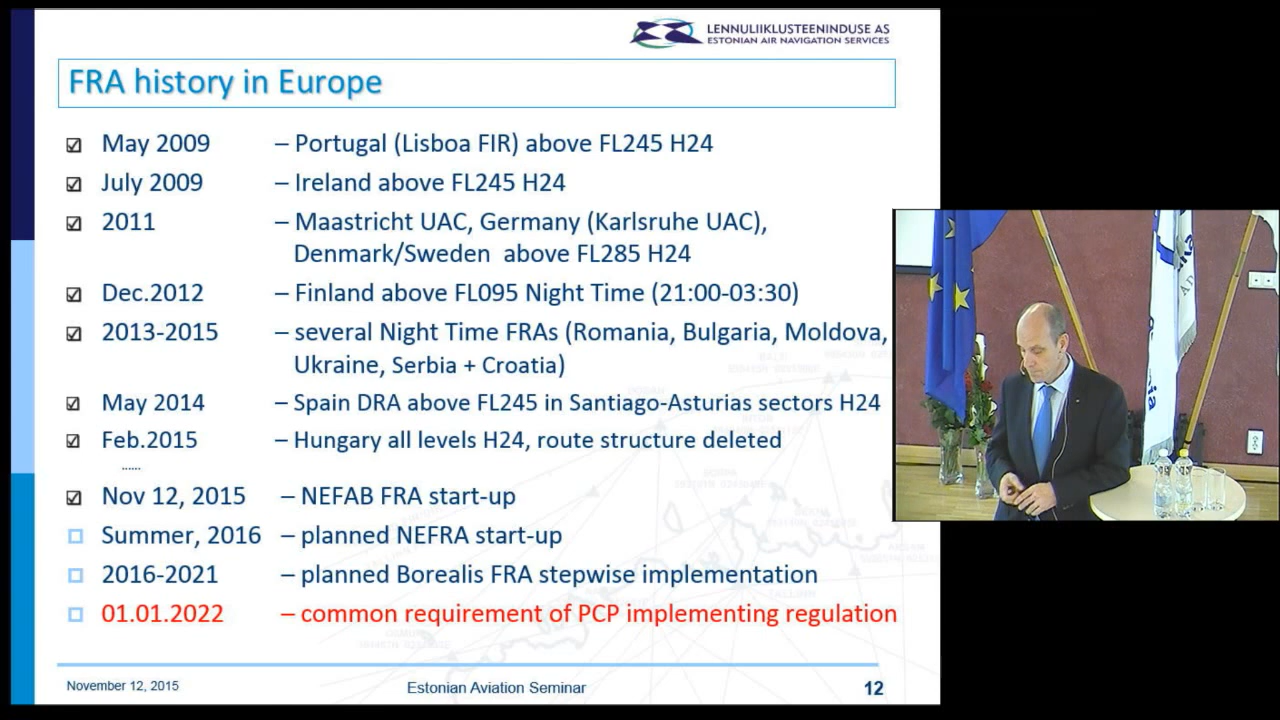 LENNULIIKLUSTEENINDUSE AS
ESTONIAN AIR NAVIGATION SERVICES
FRA history in Europe
May 2009 – Portugal (Lisboa FIR) above FL245 H24
July 2009 – Ireland above FL245 H24
2011 – Maastricht UAC, Germany (Karlsruhe UAC),
Denmark/Sweden above FL285 H24
Dec.2012 – Finland above FL095 Night Time (21:00-03:30)
2013-2015 – several Night Time FRAs (Romania, Bulgaria, Moldova,
Ukraine, Serbia + Croatia)
May 2014 – Spain DRA above FL245 in Santiago-Asturias sectors H24
Feb.2015 – Hungary all levels H24, route structure deleted
......
Nov 12, 2015 – NEFAB FRA start-up
Summer, 2016 – planned NEFRA start-up
2016-2021 – planned Borealis FRA stepwise implementation
01.01.2022 – common requirement of PCP implementing regulation
November 12, 2015
Estonian Aviation Seminar
12